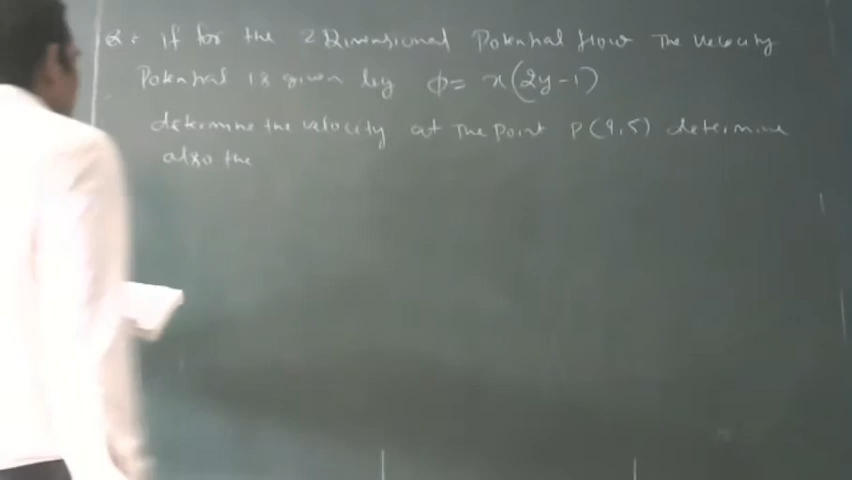 Q: if for the 2 Dimensional Potential flow The velocity
Potential is given by ϕ= x(2y-1)
determine the velocity at The point P(4,5) determine
also the